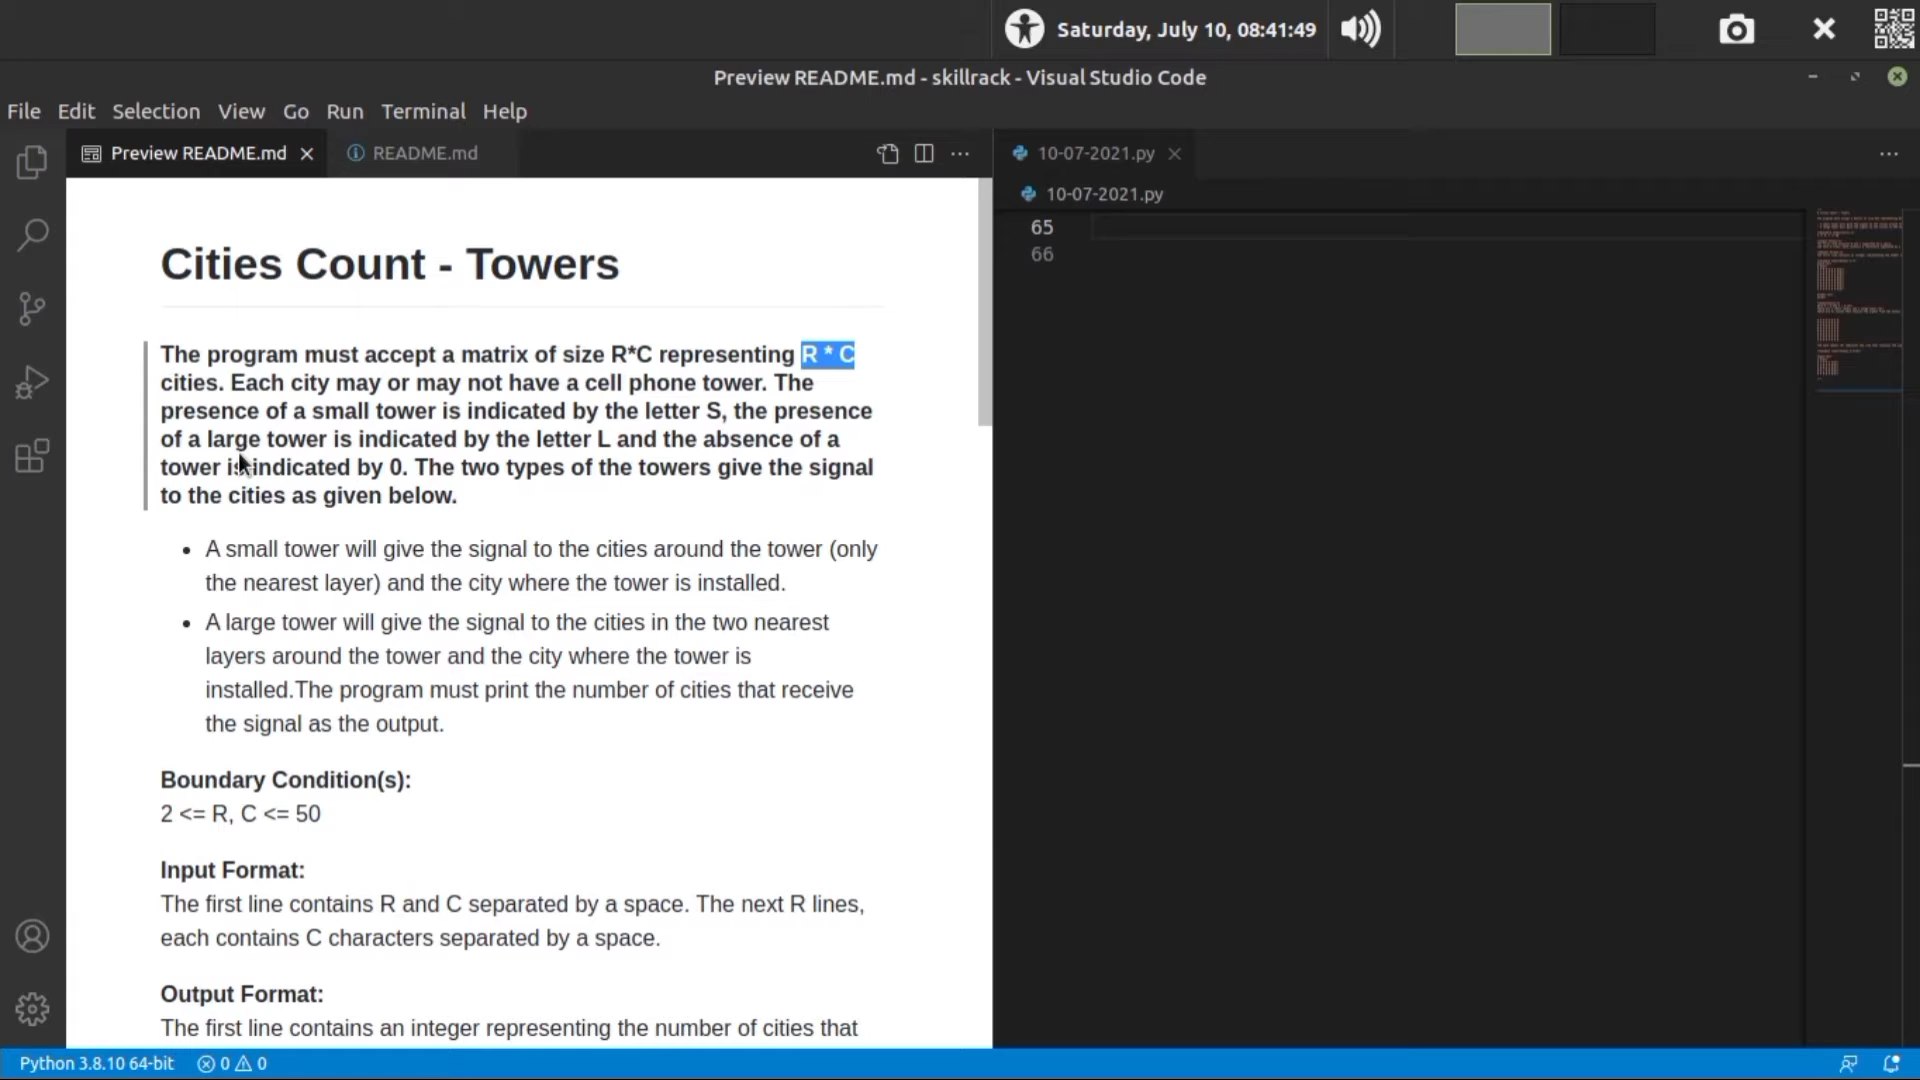 Saturday, July 10, 08:41:49
Preview README.md - skillrack - Visual Studio Code
File Edit Selection View Go Run Terminal Help
Preview README.md README.md
10-07-2021.py
10-07-2021.py
65
66
Cities Count - Towers
The program must accept a matrix of size R*C representing R * C
cities. Each city may or may not have a cell phone tower. The
presence of a small tower is indicated by the letter S, the presence
of a large tower is indicated by the letter L and the absence of a
tower is indicated by 0. The two types of the towers give the signal
to the cities as given below.
• A small tower will give the signal to the cities around the tower (only
the nearest layer) and the city where the tower is installed.
• A large tower will give the signal to the cities in the two nearest
layers around the tower and the city where the tower is
installed.The program must print the number of cities that receive
the signal as the output.
Boundary Condition(s):
2 <= R, C <= 50
Input Format:
The first line contains R and C separated by a space. The next R lines,
each contains C characters separated by a space.
Output Format:
The first line contains an integer representing the number of cities that
Python 3.8.10 64-bit 0 0